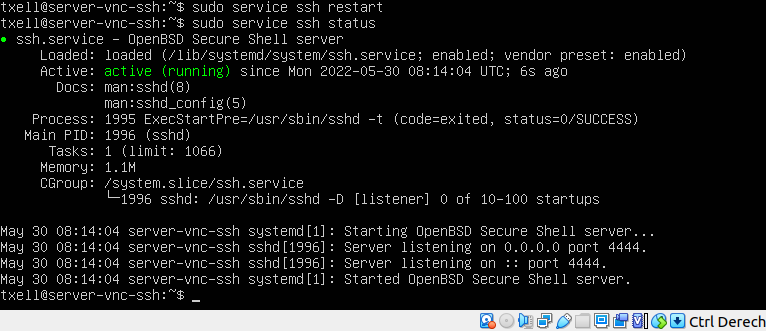 txell@server-vnc-ssh:~$ sudo service ssh restart
txell@server-vnc-ssh:~$ sudo service ssh status
● ssh.service - OpenBSD Secure Shell server
     Loaded: loaded (/lib/systemd/system/ssh.service; enabled; vendor preset: enabled)
     Active: active (running) since Mon 2022-05-30 08:14:04 UTC; 6s ago
       Docs: man:sshd(8)
             man:sshd_config(5)
    Process: 1995 ExecStartPre=/usr/sbin/sshd -t (code=exited, status=0/SUCCESS)
   Main PID: 1996 (sshd)
      Tasks: 1 (limit: 1066)
     Memory: 1.1M
     CGroup: /system.slice/ssh.service
             └─1996 sshd: /usr/sbin/sshd -D [listener] 0 of 10-100 startups

May 30 08:14:04 server-vnc-ssh systemd[1]: Starting OpenBSD Secure Shell server...
May 30 08:14:04 server-vnc-ssh sshd[1996]: Server listening on 0.0.0.0 port 4444.
May 30 08:14:04 server-vnc-ssh sshd[1996]: Server listening on :: port 4444.
May 30 08:14:04 server-vnc-ssh systemd[1]: Started OpenBSD Secure Shell server.
txell@server-vnc-ssh:~$ _
Ctrl Derech